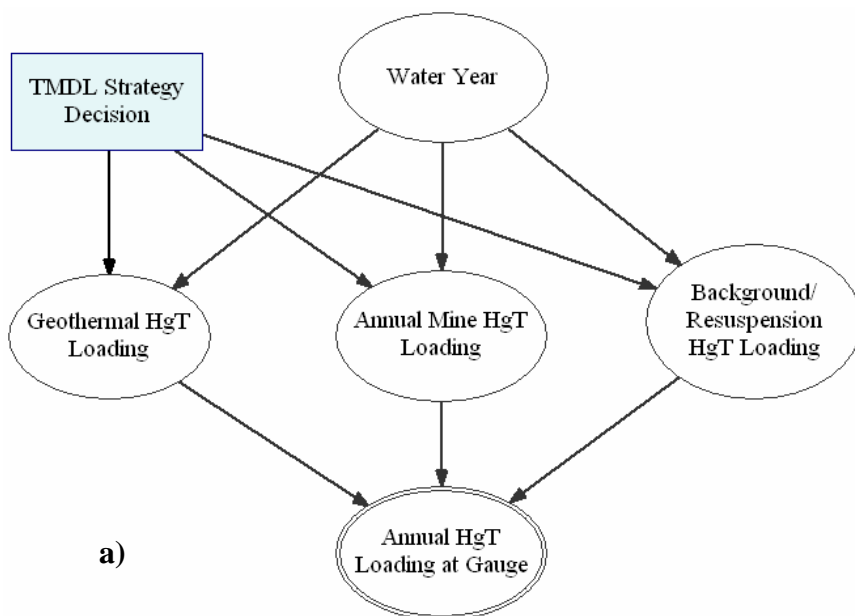 TMDL Strategy
Decision
Water Year
Geothermal HgT
Loading
Annual Mine HgT
Loading
Background/
Resuspension
HgT Loading
Annual HgT
Loading at Gauge
a)